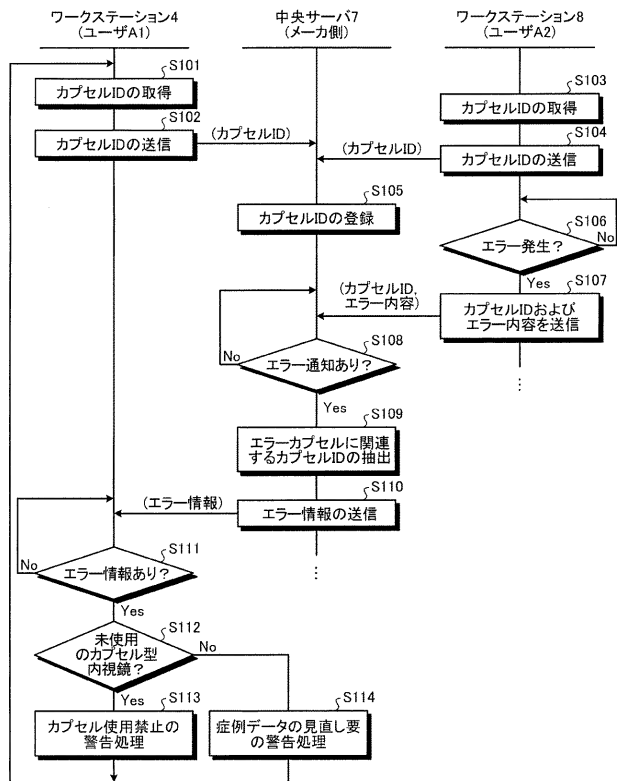 ワークステーション4
(ユーザA1)
中央サーバ7
(メーカ側)
ワークステーション8
(ユーザA2)
S101
カプセルIDの取得
S102
カプセルIDの送信
(カプセルID)
S103
カプセルIDの取得
S104
(カプセルID)
カプセルIDの送信
S105
カプセルIDの登録
S106
エラー発生?
No
Yes
S107
(カプセルID,
エラー内容)
カプセルIDおよび
エラー内容を送信
S108
No
エラー通知あり?
Yes
S109
エラーカプセルに関連
するカプセルIDの抽出
S110
(エラー情報)
エラー情報の送信
S111
No
エラー情報あり?
Yes
S112
未使用
のカプセル型
内視鏡?
No
Yes
S113
カプセル使用禁止の
警告処理
S114
症例データの見直し要
の警告処理